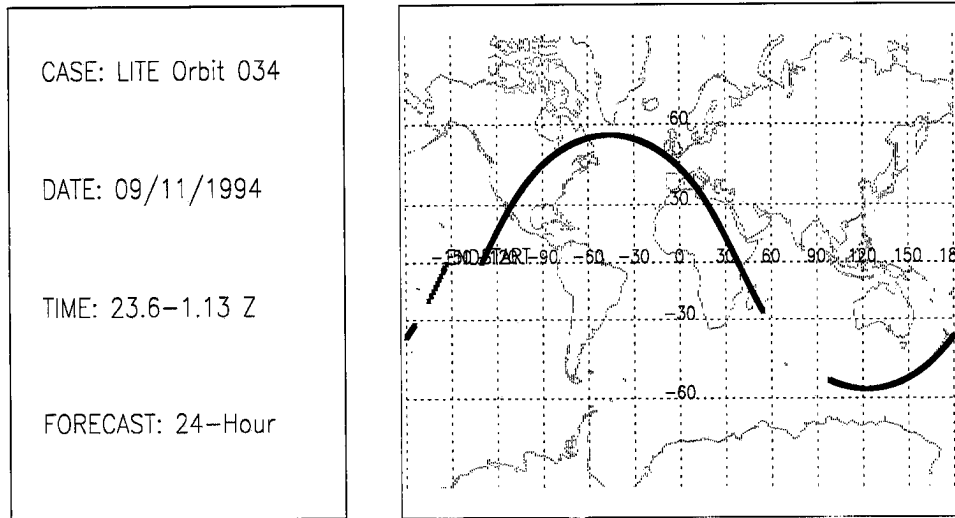 CASE: LITE Orbit 034
DATE: 09/11/1994
TIME: 23.6-1.13 Z
FORECAST: 24-Hour
60
30
-90 -60 -30 0 30 60 90 120 150 18
-30
-60